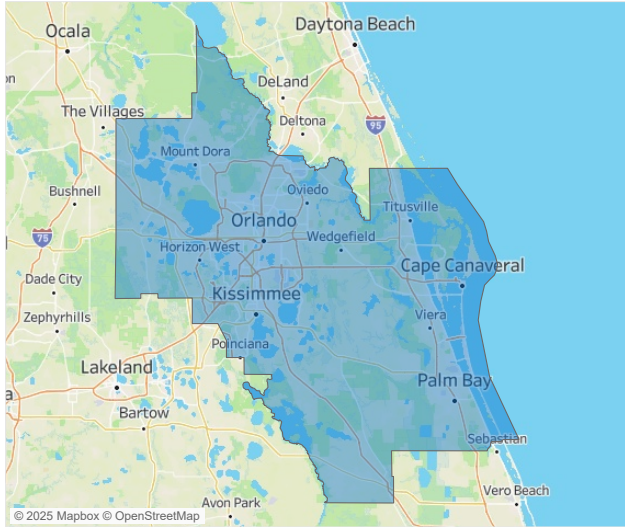 Ocala
Daytona Beach
on
DeLand
The Villages
Deltona
95
Mount Dora
Bushnell
Oviedo
Titusville
Orlando
75
Horizon West
Wedgefield
Cape Canaveral
Dade City
Kissimmee
Zephyrhills
Viera
Poinciana
Lakeland
Palm Bay
a
Bartow
Sebastian
Vero Beach
Avon Park
© 2025 Mapbox © OpenStreetMap